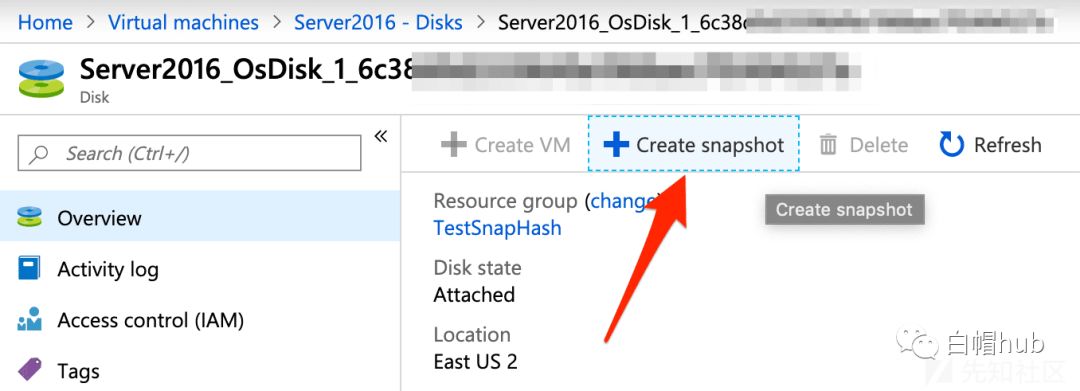 Home > Virtual machines > Server2016 - Disks > Server2016_OsDisk_1_6c38
Server2016_OsDisk_1_6c38
Disk
Search (Ctrl+/)
«
+ Create VM + Create snapshot Delete Refresh
Overview
Activity log
Access control (IAM)
Tags
Resource group (change)
TestSnapHash
Create snapshot
Disk state
Attached
Location
East US 2
白帽hub
先知社区